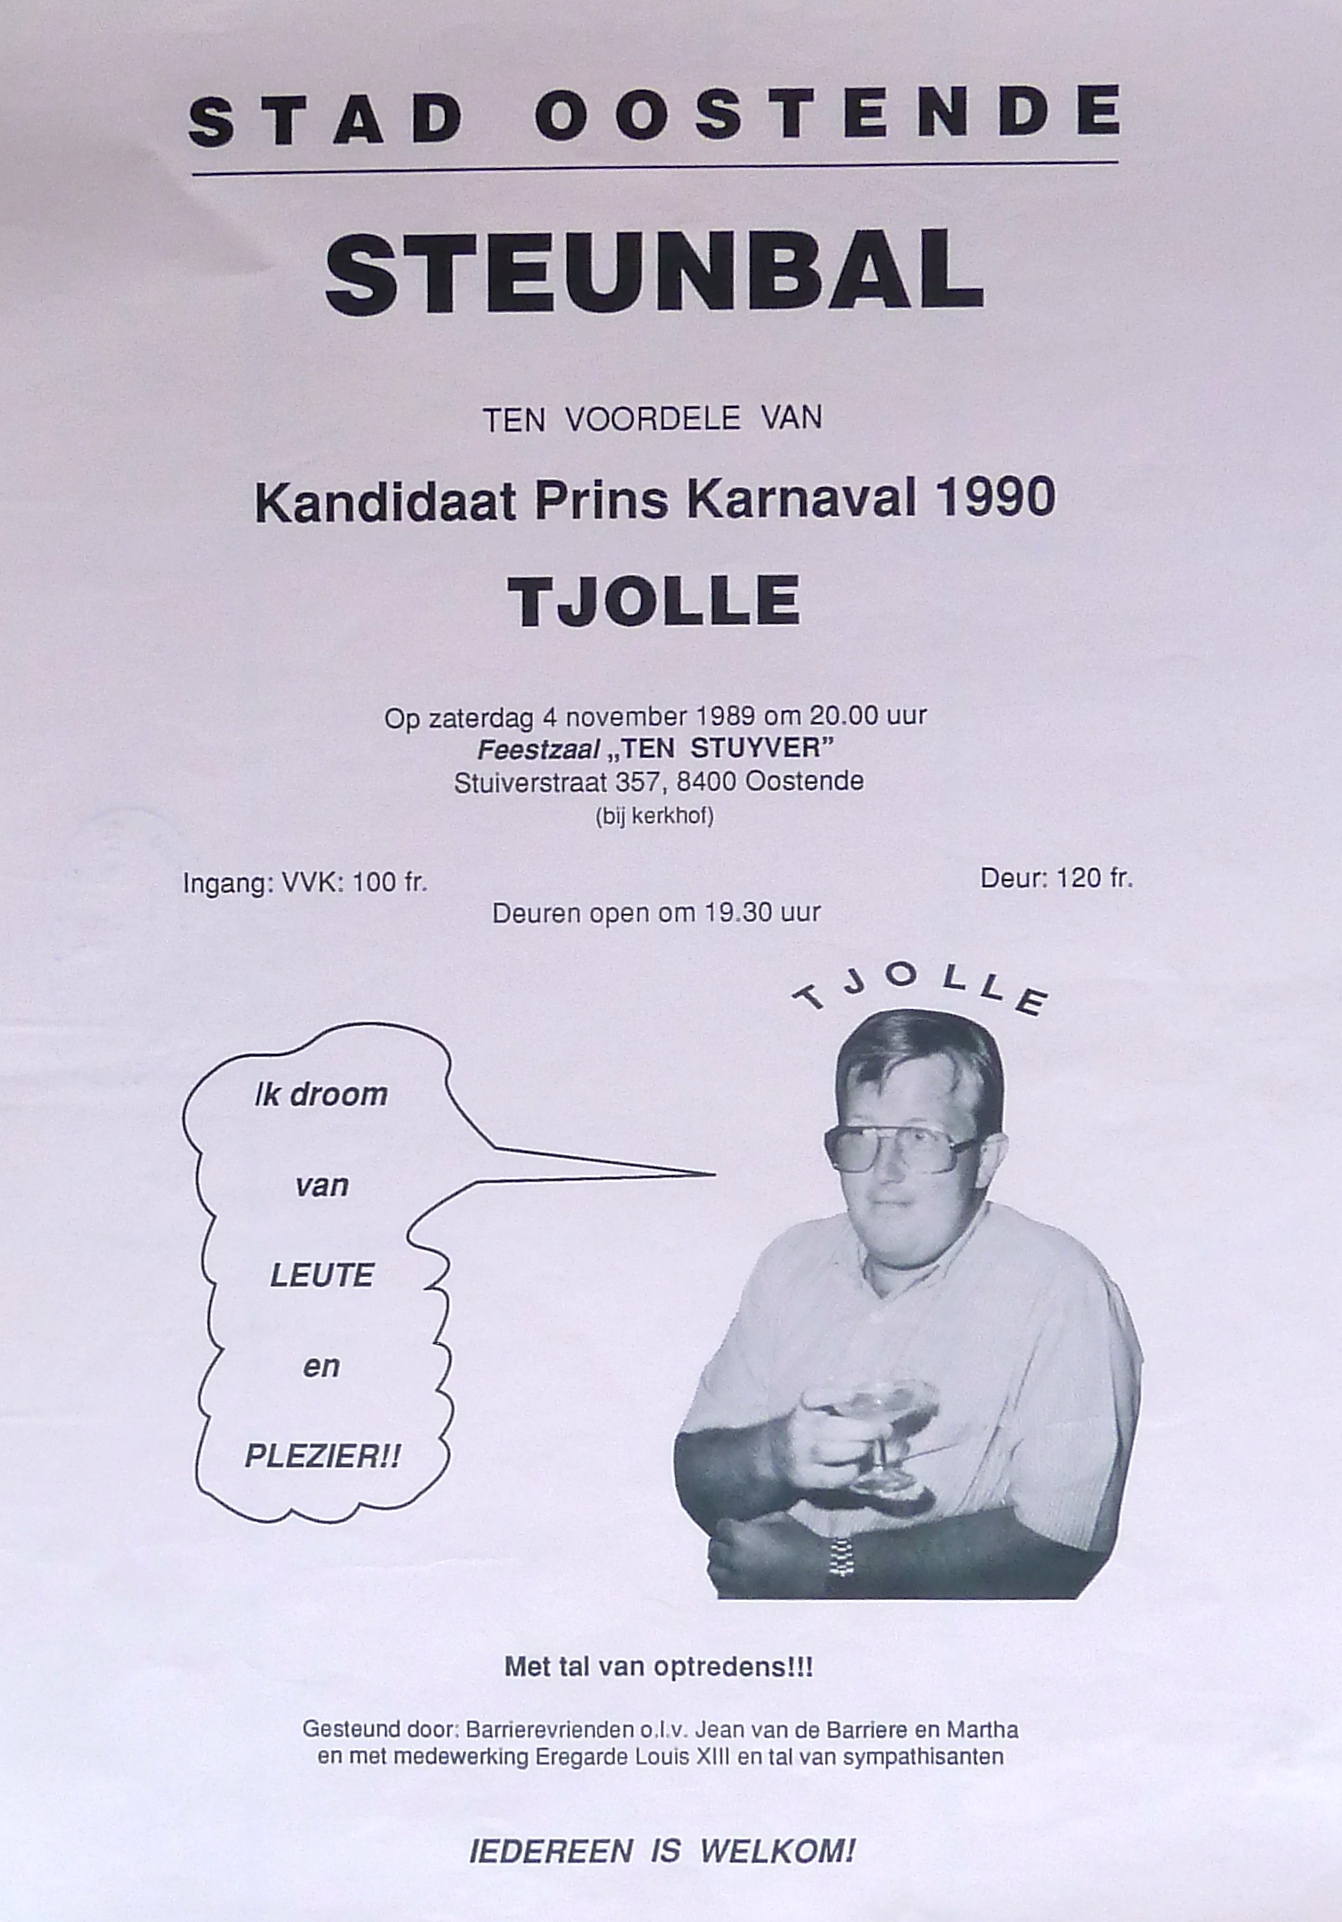 STAD OOSTENDE
STEUNBAL
TEN VOORDELE VAN
Kandidaat Prins Karnaval 1990
TJOLLE
Op zaterdag 4 november 1989 om 20.00 uur
Feestzaal „TEN STUYVER”
Stuiverstraat 357, 8400 Oostende
(bij kerkhof)
Ingang: VVK: 100 fr.
Deur: 120 fr.
Deuren open om 19.30 uur
TJOLLE
Ik droom
van
LEUTE
en
PLEZIER!!
Met tal van optredens!!!
Gesteund door: Barrierevrienden o.l.v. Jean van de Barriere en Martha
en met medewerking Eregarde Louis XIII en tal van sympathisanten
IEDEREEN IS WELKOM!